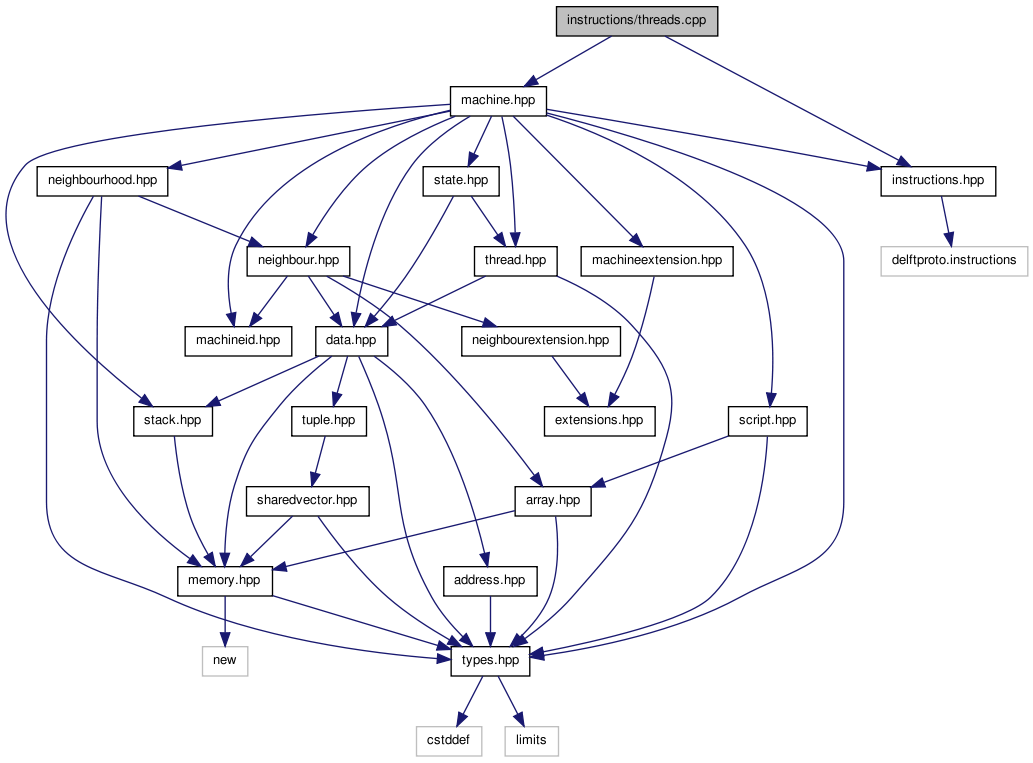 instructions/threads.cpp
machine.hpp
neighbourhood.hpp
state.hpp
instructions.hpp
neighbour.hpp
thread.hpp
machineextension.hpp
delftproto.instructions
machineid.hpp
data.hpp
neighbourextension.hpp
stack.hpp
tuple.hpp
extensions.hpp
script.hpp
sharedvector.hpp
array.hpp
memory.hpp
address.hpp
new
types.hpp
cstddef
limits